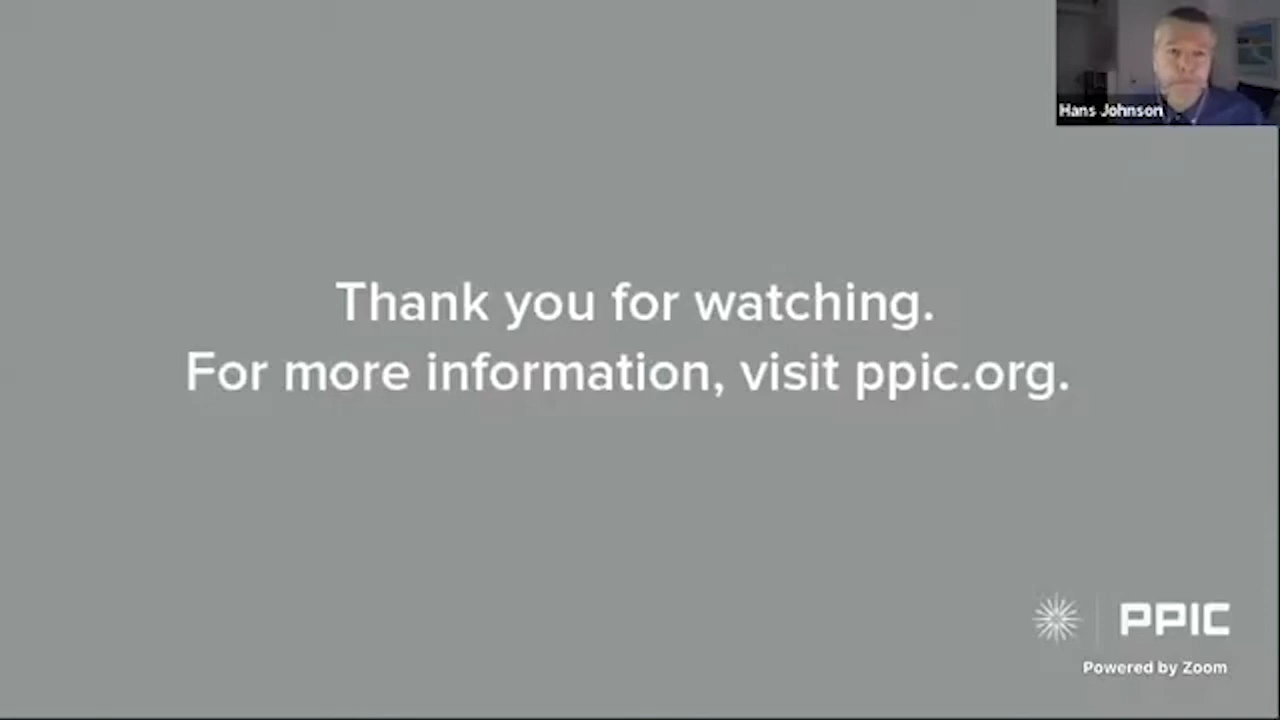 Hans Johnson
Thank you for watching.
For more information, visit ppic.org.
PPIC
Powered by Zoom